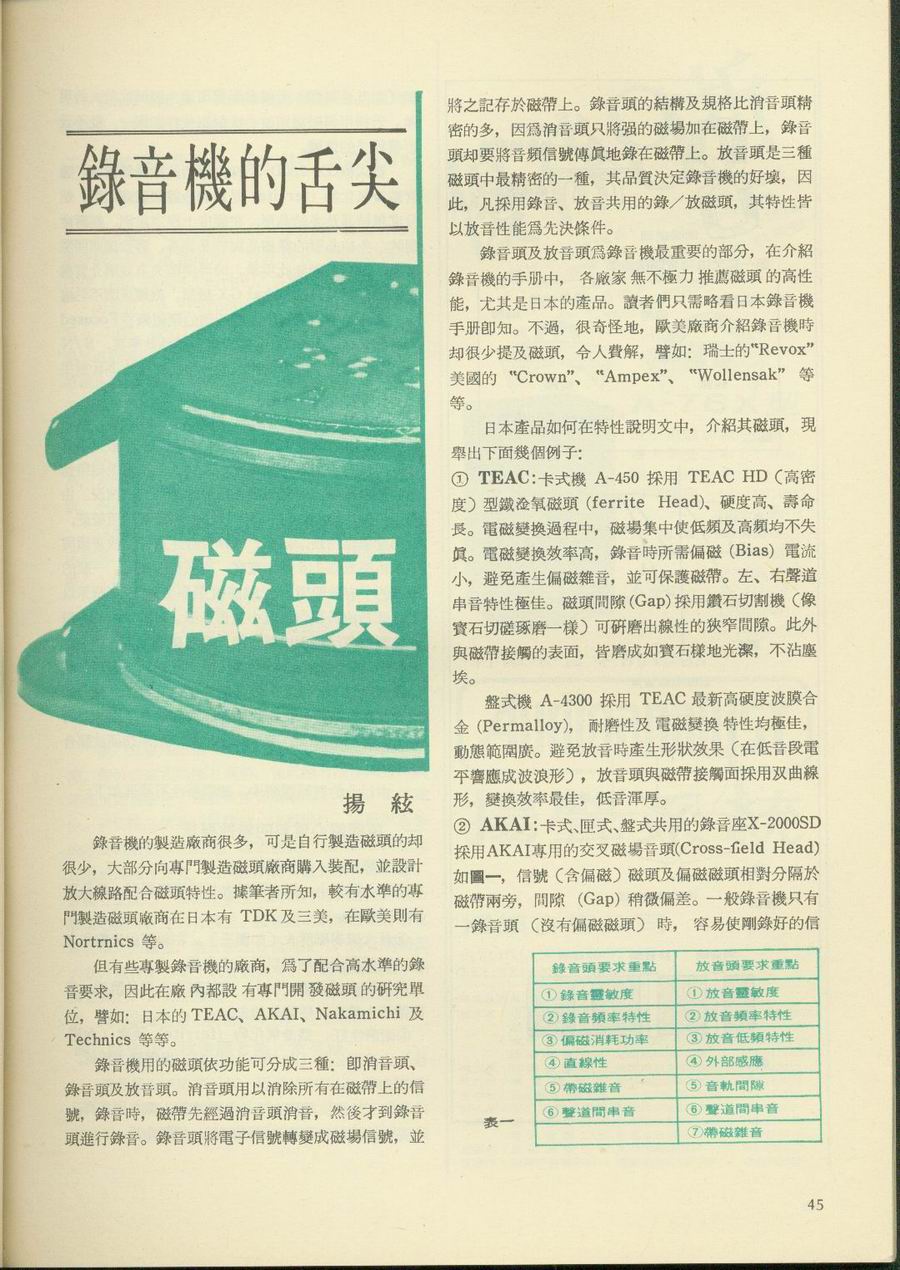 錄音機的舌尖
磁頭
揚　絃
錄音機的製造廠商很多，可是自行製造磁頭的却
很少，大部分向專門製造磁頭廠商購入裝配，並設計
放大線路配合磁頭特性。據筆者所知，較有水準的專
門製造磁頭廠商在日本有 TDK及三美，在歐美則有
Nortrnics 等。
但有些專製錄音機的廠商，爲了配合高水準的錄
音要求，因此在廠內都設有專門開發磁頭的硏究單
位，譬如：日本的 TEAC、AKAI、Nakamichi 及
Technics 等等。
錄音機用的磁頭依功能可分成三種：卽消音頭、
錄音頭及放音頭。消音頭用以消除所有在磁帶上的信
號，錄音時，磁帶先經過消音頭消音，然後才到錄音
頭進行錄音。錄音頭將電子信號轉變成磁場信號，並
將之記存於磁帶上。錄音頭的結構及規格比消音頭精
密的多，因爲消音頭只將强的磁場加在磁帶上，錄音
頭却要將音頻信號傳眞地錄在磁帶上。放音頭是三種
磁頭中最精密的一種，其品質決定錄音機的好壞，因
此，凡採用錄音、放音共用的錄／放磁頭，其特性皆
以放音性能爲先決條件。
錄音頭及放音頭爲錄音機最重要的部分，在介紹
錄音機的手册中，各廠家無不極力推薦磁頭的高性
能，尤其是日本的產品。讀者們只需略看日本錄音機
手册卽知。不過，很奇怪地，歐美廠商介紹錄音機時
却很少提及磁頭，令人費解，譬如：瑞士的“Revox”
美國的 “Crown”、“Ampex”、“Wollensak” 等
等。
日本產品如何在特性說明文中，介紹其磁頭，現
舉出下面幾個例子：
① TEAC：卡式機 A-450 採用 TEAC HD（高密
度）型鐵淦氧磁頭 (ferrite Head)、硬度高、壽命
長。電磁變換過程中，磁場集中使低頻及高頻均不失
眞。電磁變換效率高，錄音時所需偏磁 (Bias) 電流
小，避免產生偏磁雜音，並可保護磁帶。左、右聲道
串音特性極佳。磁頭間隙 (Gap) 採用鑽石切割機（像
寶石切磋琢磨一樣）可硏磨出線性的狹窄間隙。此外
與磁帶接觸的表面，皆磨成如寶石樣地光潔，不沾塵
埃。
盤式機 A-4300 採用 TEAC 最新高硬度波膜合
金 (Permalloy)，耐磨性及電磁變換特性均極佳，
動態範圍廣。避免放音時產生形狀效果（在低音段電
平響應成波浪形），放音頭與磁帶接觸面採用双曲線
形，變換效率最佳，低音渾厚。
② AKAI：卡式、匣式、盤式共用的錄音座X-2000SD
採用AKAI專用的交叉磁場音頭(Cross-field Head)
如圖一，信號（含偏磁）磁頭及偏磁磁頭相對分隔於
磁帶兩旁，間隙 (Gap) 稍微偏差。一般錄音機只有
一錄音頭（沒有偏磁磁頭）時，容易使剛錄好的信
表一
錄音頭要求重點　放音頭要求重點
①錄音靈敏度　①放音靈敏度
②錄音頻率特性　②放音頻率特性
③偏磁消耗功率　③放音低頻特性
④直線性　④外部感應
⑤帶磁雜音　⑤音軌間隙
⑥聲道間串音　⑥聲道間串音
⑦帶磁雜音
45